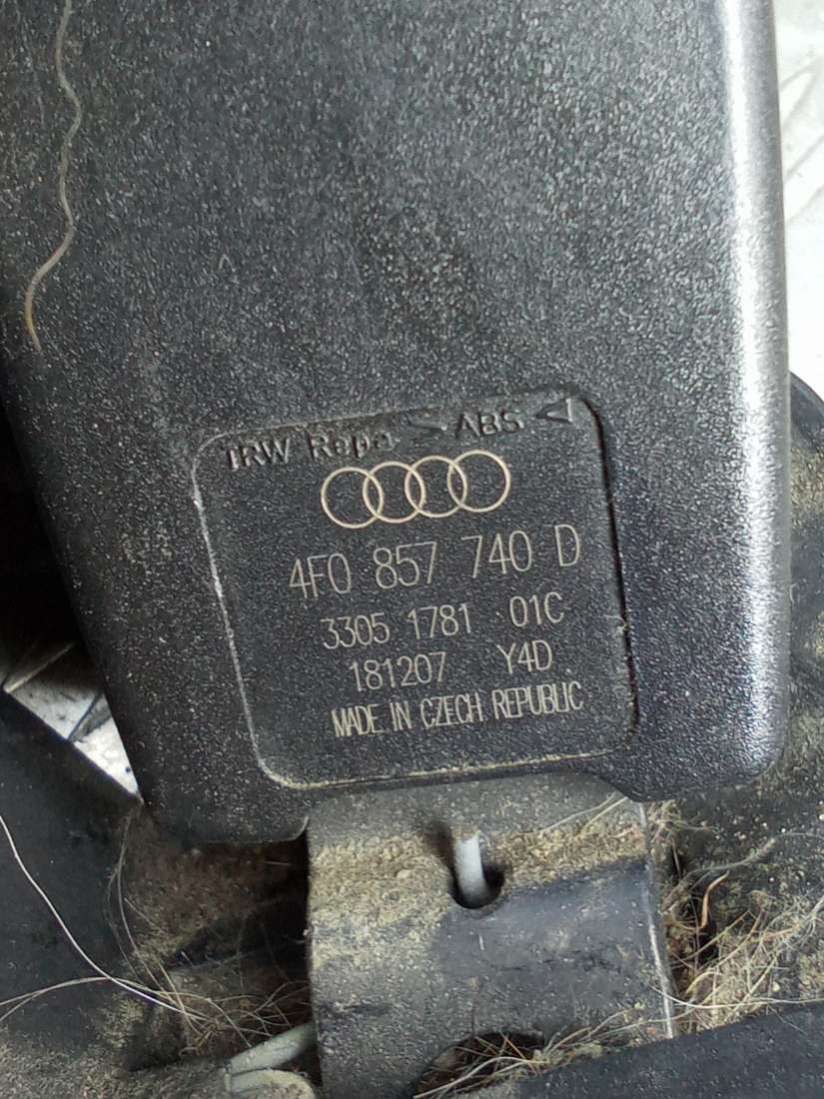 TRW Repa >ABS<
4F0 857 740 D
3305 1781 01C
181207 Y4D
MADE IN CZECH REPUBLIC